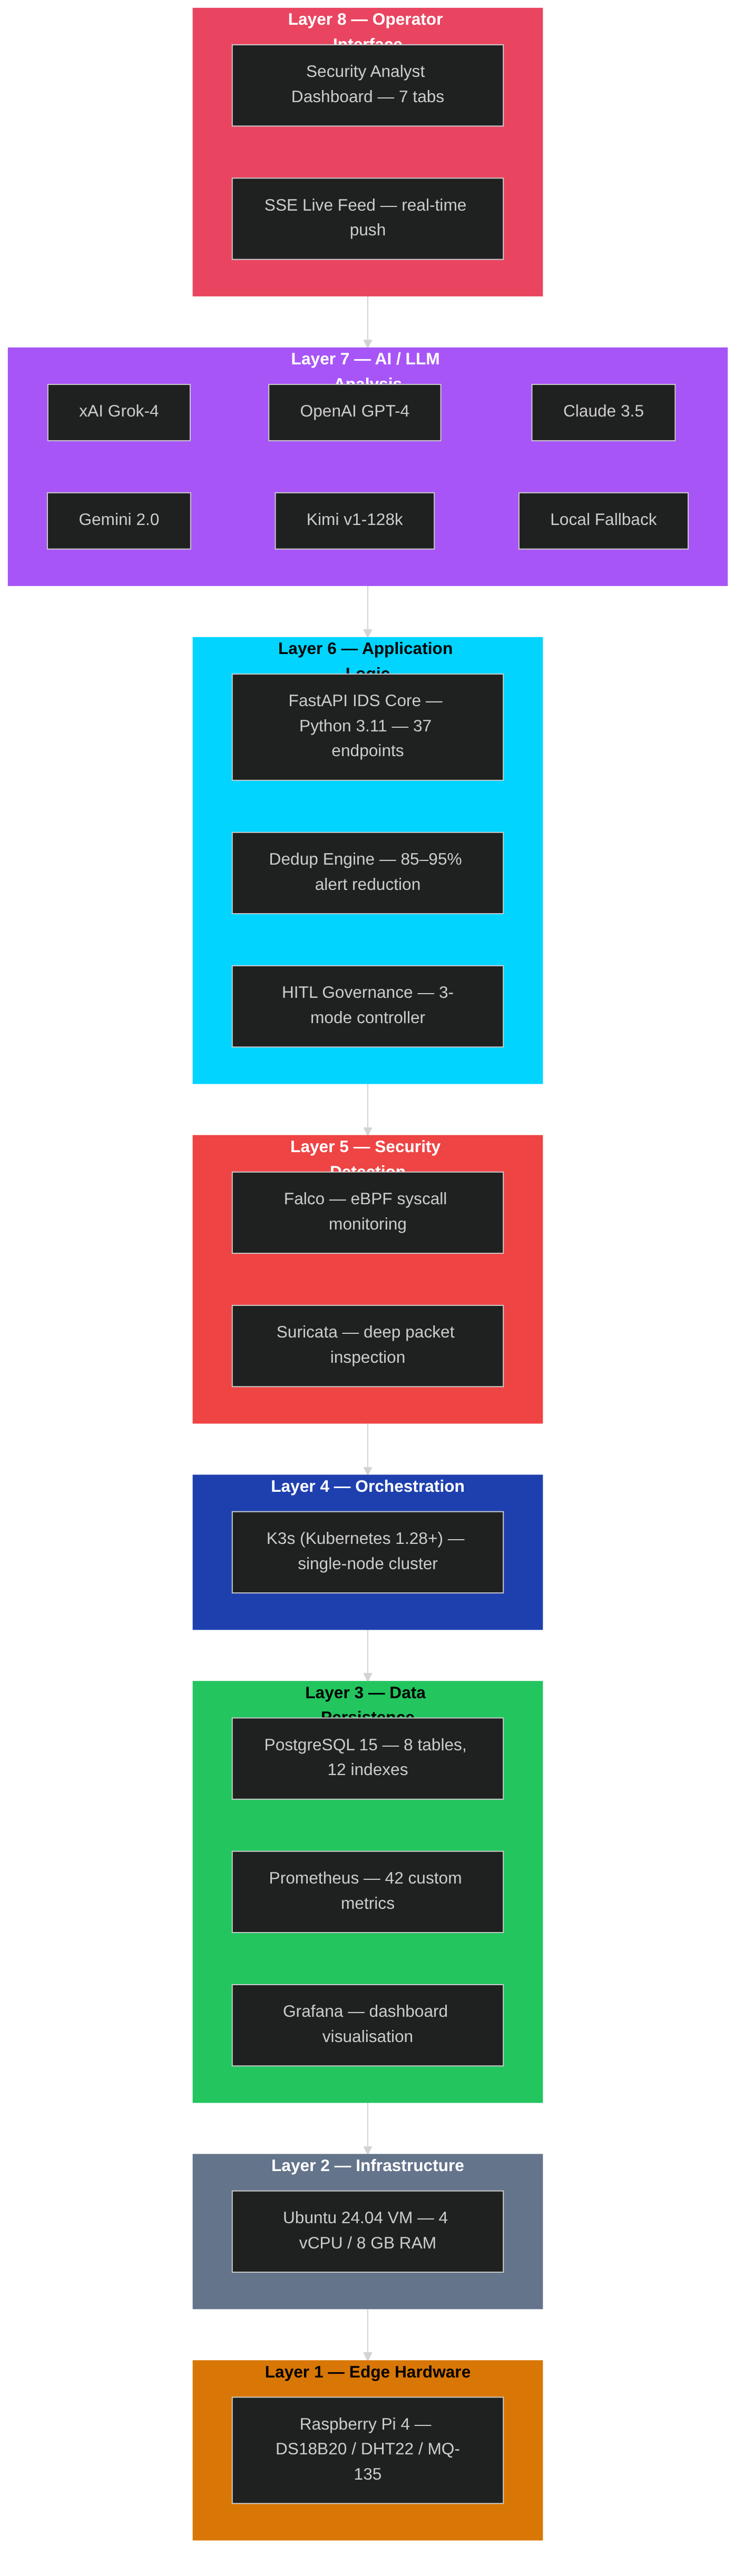 Layer 8 — Operator
Interface
Security Analyst
Dashboard — 7 tabs
SSE Live Feed — real-time
push
Layer 7 — AI / LLM
Analysis
xAI Grok-4
OpenAI GPT-4
Claude 3.5
Gemini 2.0
Kimi v1-128k
Local Fallback
Layer 6 — Application
Logic
FastAPI IDS Core —
Python 3.11 — 37
endpoints
Dedup Engine — 85–95%
alert reduction
HITL Governance — 3-
mode controller
Layer 5 — Security
Detection
Falco — eBPF syscall
monitoring
Suricata — deep packet
inspection
Layer 4 — Orchestration
K3s (Kubernetes 1.28+) —
single-node cluster
Layer 3 — Data
Persistence
PostgreSQL 15 — 8 tables,
12 indexes
Prometheus — 42 custom
metrics
Grafana — dashboard
visualisation
Layer 2 — Infrastructure
Ubuntu 24.04 VM — 4
vCPU / 8 GB RAM
Layer 1 — Edge Hardware
Raspberry Pi 4 —
DS18B20 / DHT22 / MQ-
135